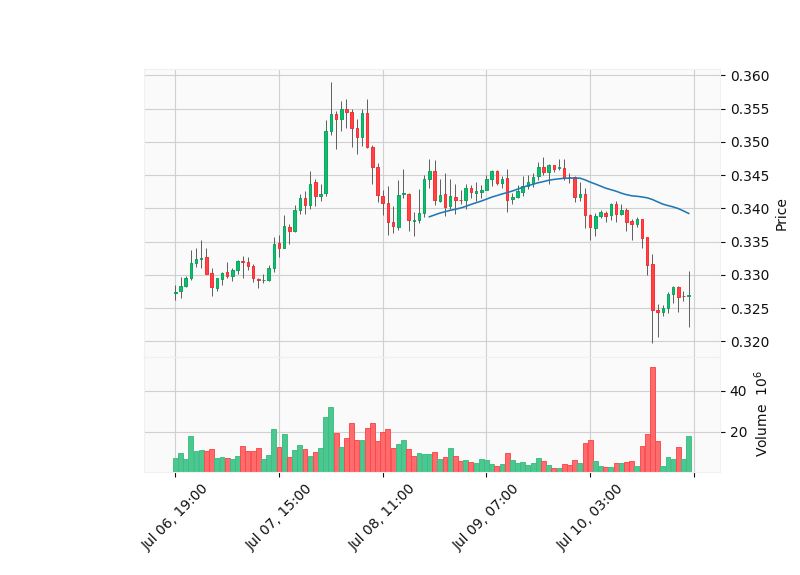 0.360
0.355
0.350
0.345
0.340
0.335
0.330
0.325
0.320
Price
40
20
Volume 10⁶
Jul 06, 19:00
Jul 07, 15:00
Jul 08, 11:00
Jul 09, 07:00
Jul 10, 03:00